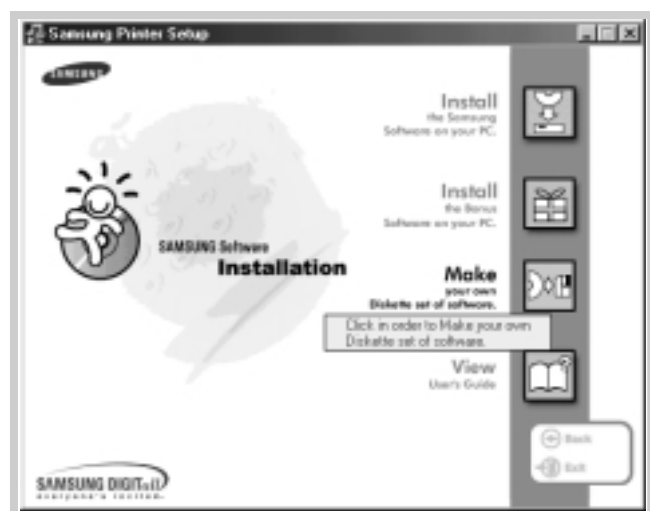 Samsung Printer Setup
SAMSUNG
Install
the Samsung
Software on your PC.
Install
the Bonus
Software on your PC.
SAMSUNG Software
Installation
Make
your own
Diskette set of software.
Click in order to Make your own
Diskette set of software.
View
User's Guide
Back
Exit
SAMSUNG DIGITall
everyone's invited.